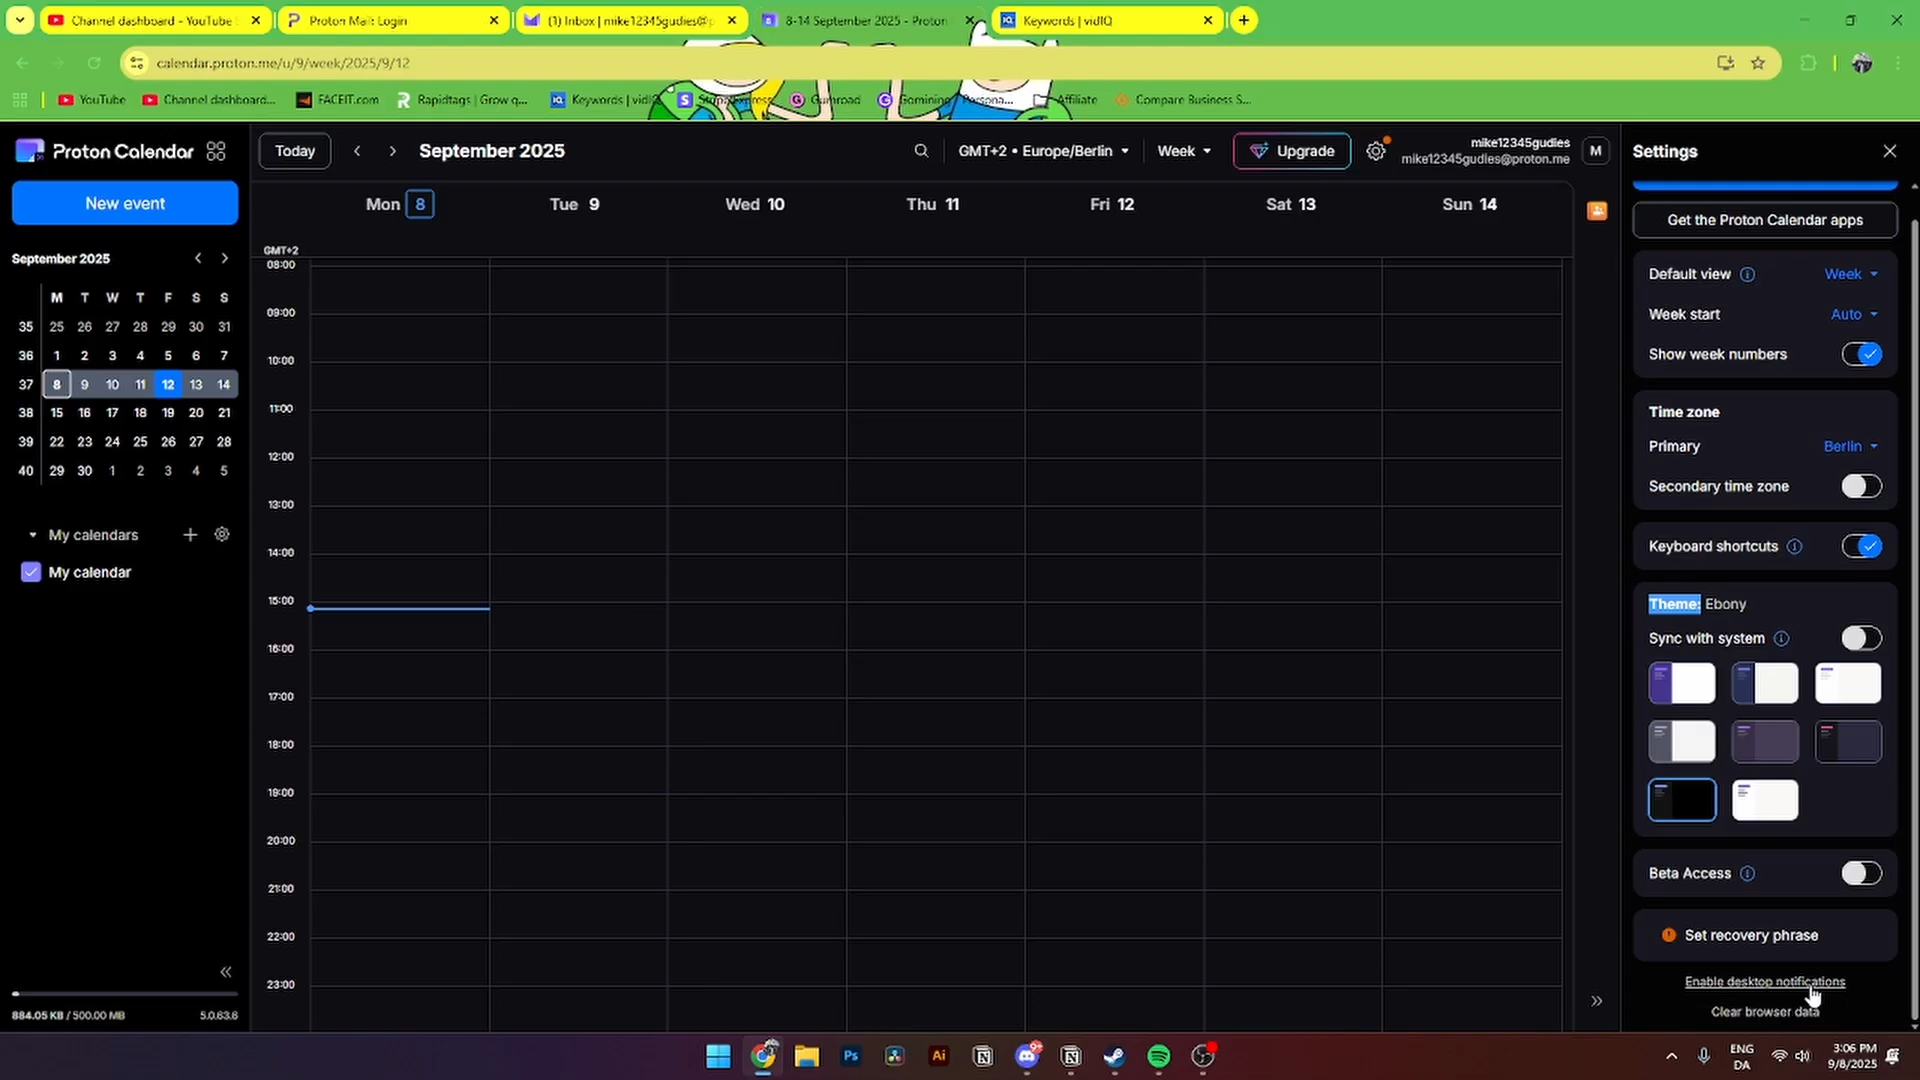 Channel dashboard - YouTube
Proton Mail: Login
(1) Inbox | mike12345gudies@p
8-14 September 2025 - Proton
Keywords | vidIQ
calendar.proton.me/u/9/week/2025/9/12
YouTube
Channel dashboard...
FACEIT.com
Rapidtags | Grow q...
Keywords | vidIQ
Gumroad
Gomining
Persona...
Affiliate
Compare Business S...
Proton Calendar
Today
September 2025
GMT+2 • Europe/Berlin
Week
Upgrade
mike12345gudies
mike12345gudies@proton.me
M
Settings
New event
Mon 8
Tue 9
Wed 10
Thu 11
Fri 12
Sat 13
Sun 14
Get the Proton Calendar apps
September 2025
M T W T F S S
35 25 26 27 28 29 30 31
36 1 2 3 4 5 6 7
37 8 9 10 11 12 13 14
38 15 16 17 18 19 20 21
39 22 23 24 25 26 27 28
40 29 30 1 2 3 4 5
My calendars
My calendar
GMT+2
08:00
09:00
10:00
11:00
12:00
13:00
14:00
15:00
16:00
17:00
18:00
19:00
20:00
21:00
22:00
23:00
Default view Week
Week start Auto
Show week numbers
Time zone
Primary Berlin
Secondary time zone
Keyboard shortcuts
Theme: Ebony
Sync with system
Beta Access
Set recovery phrase
Enable desktop notifications
Clear browser data
884.05 KB / 500.00 MB
5.0.63.6
Ps
Ai
9+
ENG
DA
3:06 PM
9/8/2025